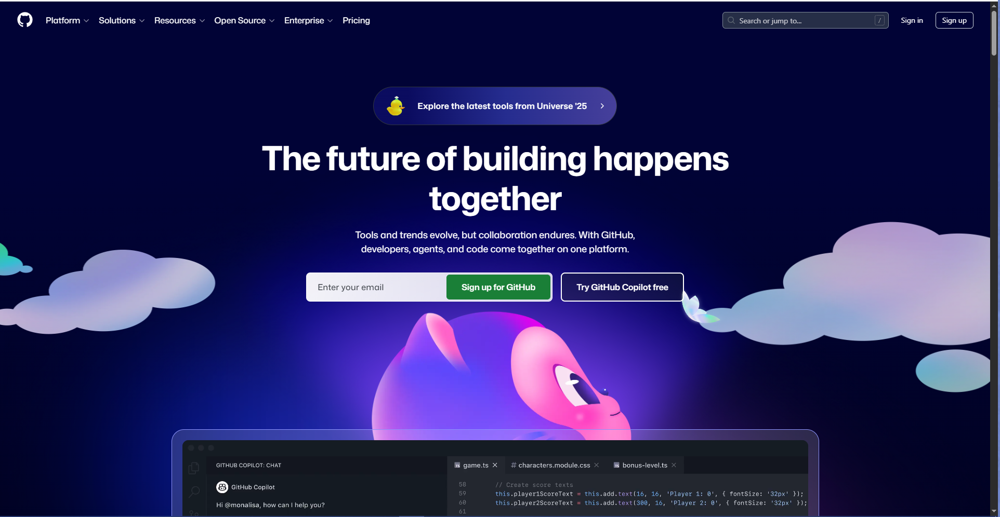 Platform Solutions Resources Open Source Enterprise Pricing Search or jump to... / Sign in Sign up
Explore the latest tools from Universe '25
The future of building happens
together
Tools and trends evolve, but collaboration endures. With GitHub,
developers, agents, and code come together on one platform.
Enter your email Sign up for GitHub Try GitHub Copilot free
GITHUB COPILOT: CHAT
GitHub Copilot
Hi @monalisa, how can I help you?
TS game.ts # characters.module.css TS bonus-level.ts
58 // Create score texts
59 this.player1ScoreText = this.add.text(16, 16, 'Player 1: 0', { fontSize: '32px' });
60 this.player2ScoreText = this.add.text(300, 16, 'Player 2: 0', { fontSize: '32px' });
61